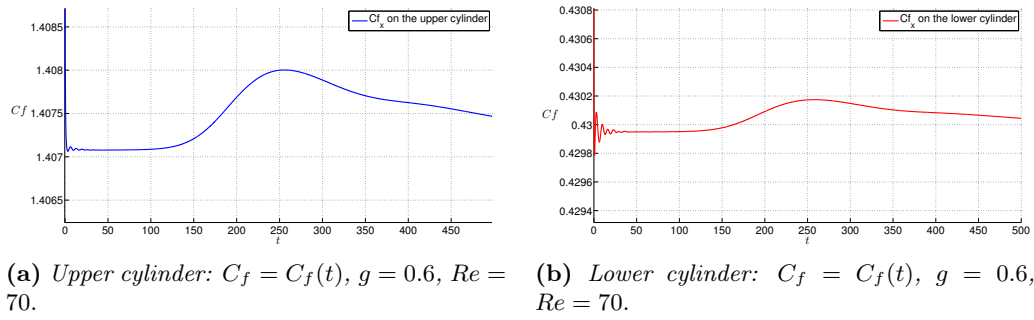 Cf_x on the upper cylinder
1.4085
1.408
1.4075
1.407
1.4065
Cf
0 50 100 150 200 250 300 350 400 450
t
(a) Upper cylinder: C_f = C_f(t), g = 0.6, Re =
70.
Cf_x on the lower cylinder
0.4308
0.4306
0.4304
0.4302
0.43
0.4298
0.4296
0.4294
Cf
0 50 100 150 200 250 300 350 400 450 500
t
(b) Lower cylinder: C_f = C_f(t), g = 0.6,
Re = 70.